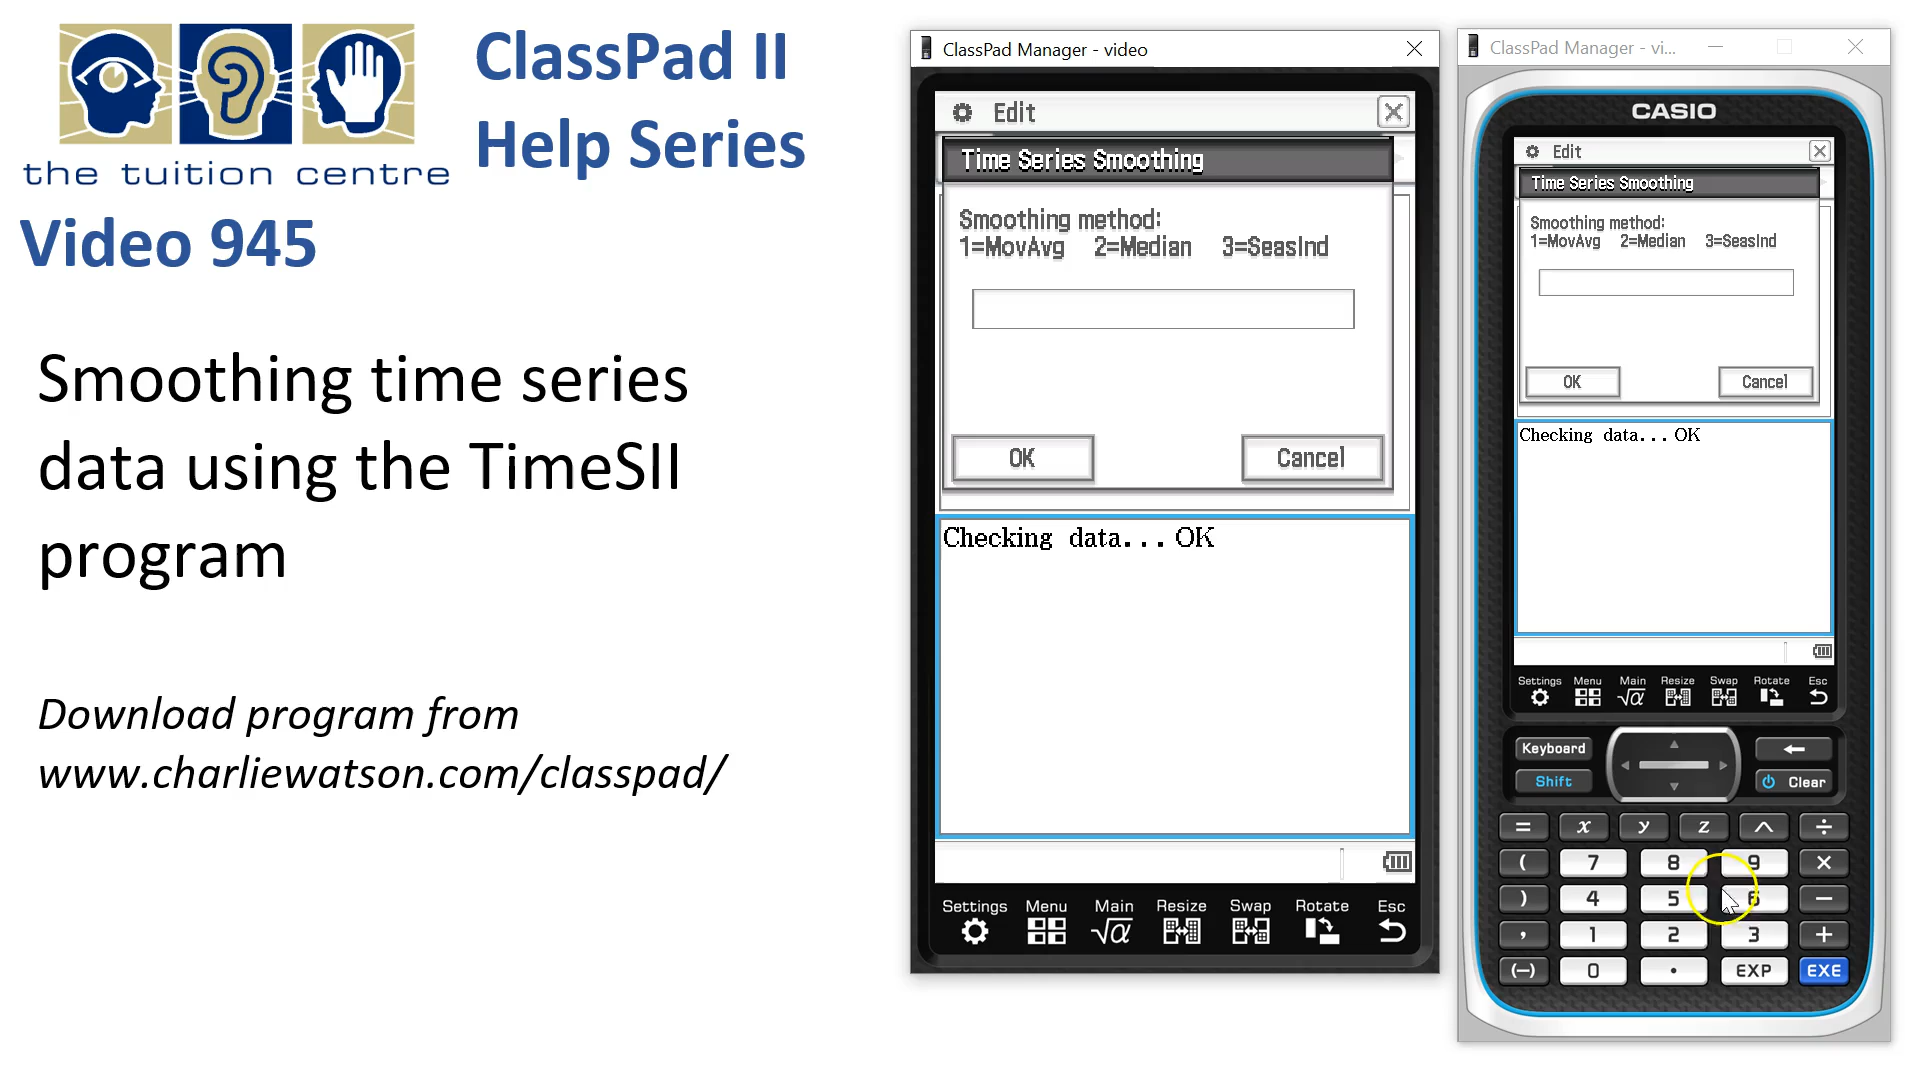 the tuition centre
ClassPad II
Help Series
Video 945
Smoothing time series
data using the TimeSII
program
Download program from
www.charliewatson.com/classpad/
ClassPad Manager - video
Edit
Time Series Smoothing
Smoothing method:
1=MovAvg 2=Median 3=SeasInd
OK Cancel
Checking data... OK
Settings Menu Main Resize Swap Rotate Esc
√α
ClassPad Manager - vi...
CASIO
Edit
Time Series Smoothing
Smoothing method:
1=MovAvg 2=Median 3=SeasInd
OK Cancel
Checking data... OK
Settings Menu Main Resize Swap Rotate Esc
√α
Keyboard
Shift Clear
= x y z ^ ÷
( 7 8 9 ×
) 4 5 6 −
, 1 2 3 +
(−) 0 . EXP EXE